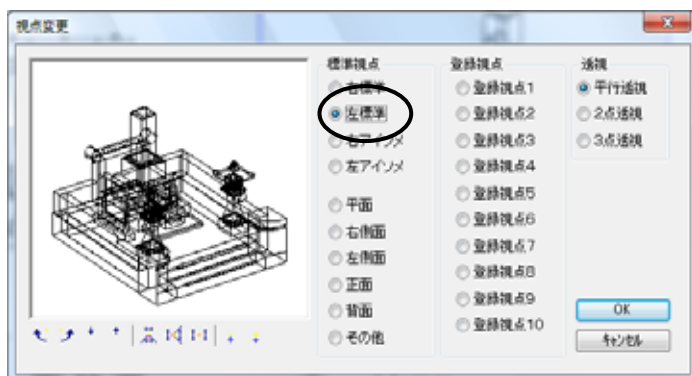 視点変更
標準視点
右標準
左標準
右アイソメ
左アイソメ
平面
右側面
左側面
正面
背面
その他
登録視点
登録視点1
登録視点2
登録視点3
登録視点4
登録視点5
登録視点6
登録視点7
登録視点8
登録視点9
登録視点10
透視
平行透視
2点透視
3点透視
OK
キャンセル